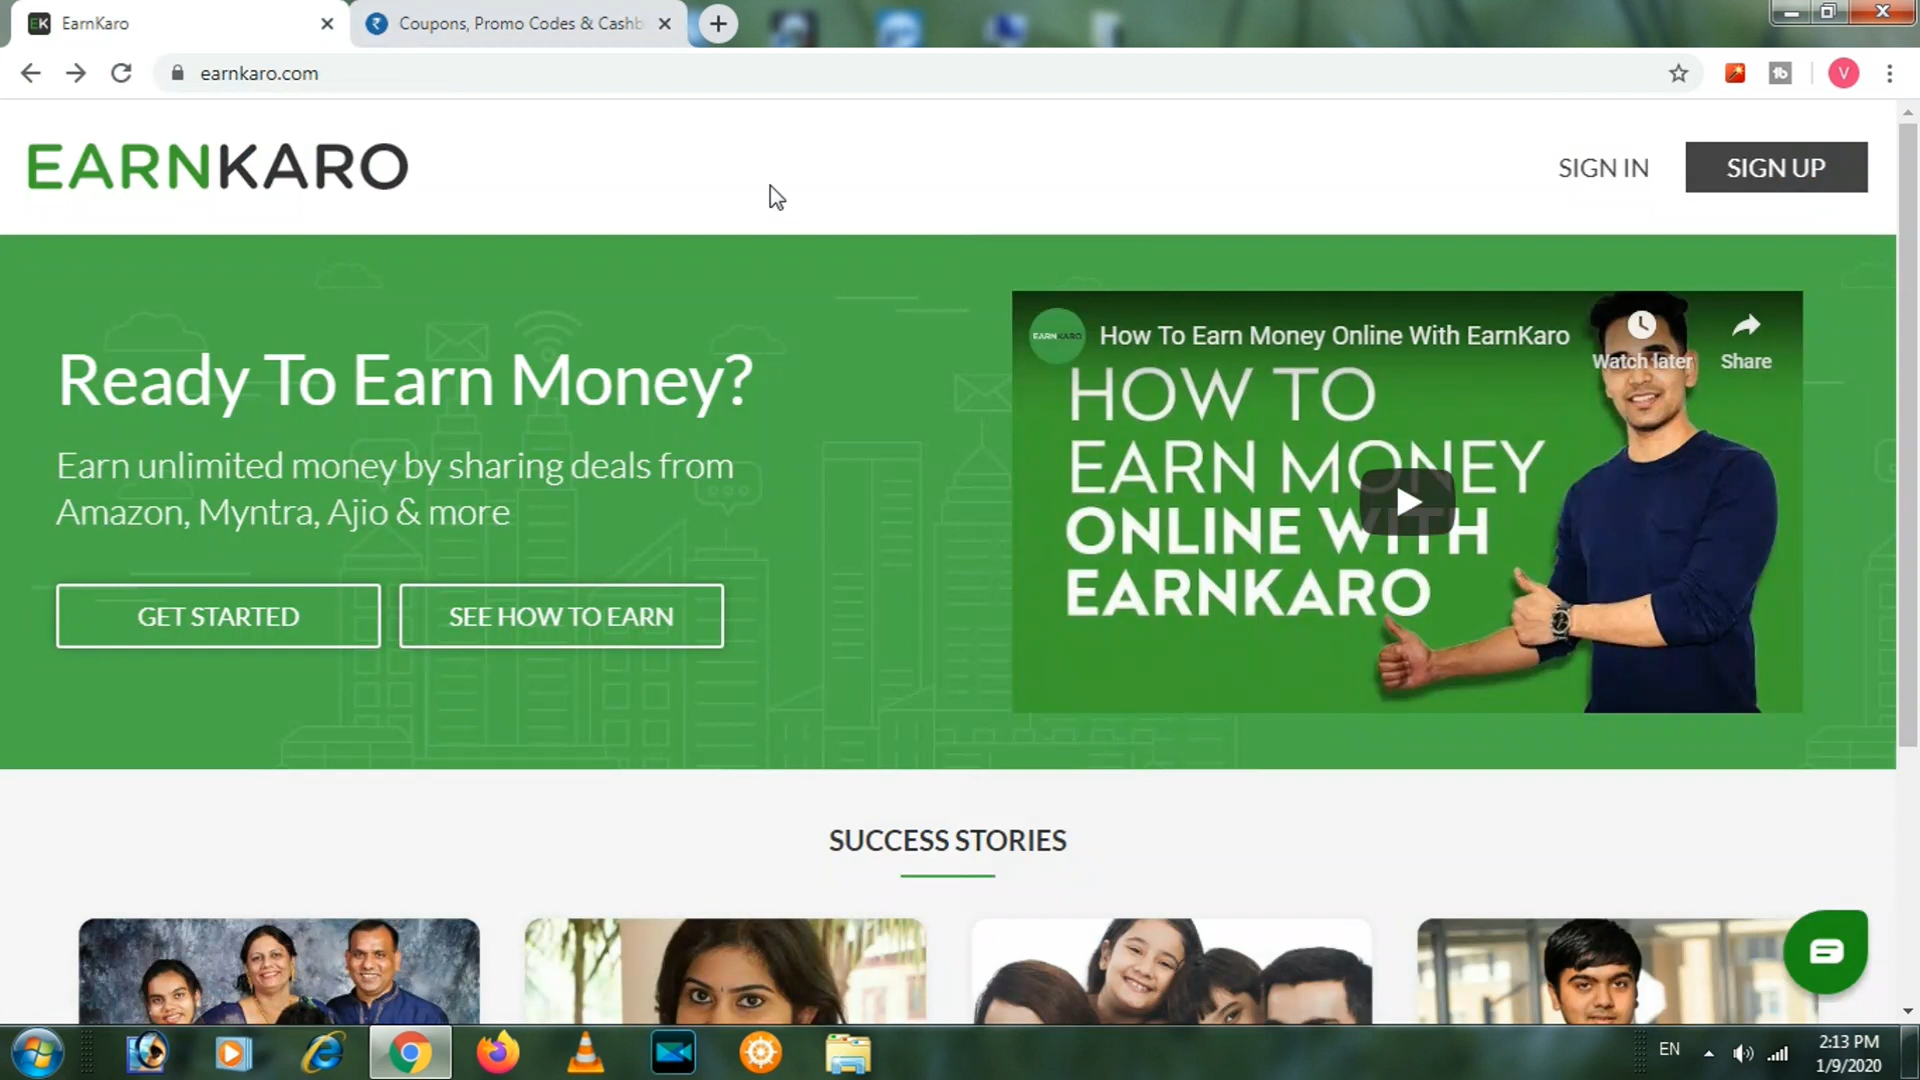 EK EarnKaro
Coupons, Promo Codes & Cashb
earnkaro.com
V
EARNKARO
SIGN IN
SIGN UP
Ready To Earn Money?
Earn unlimited money by sharing deals from
Amazon, Myntra, Ajio & more
GET STARTED
SEE HOW TO EARN
EARNKARO
How To Earn Money Online With EarnKaro
Watch later
Share
HOW TO
EARN MONEY
ONLINE WITH
EARNKARO
SUCCESS STORIES
EN
2:13 PM
1/9/2020